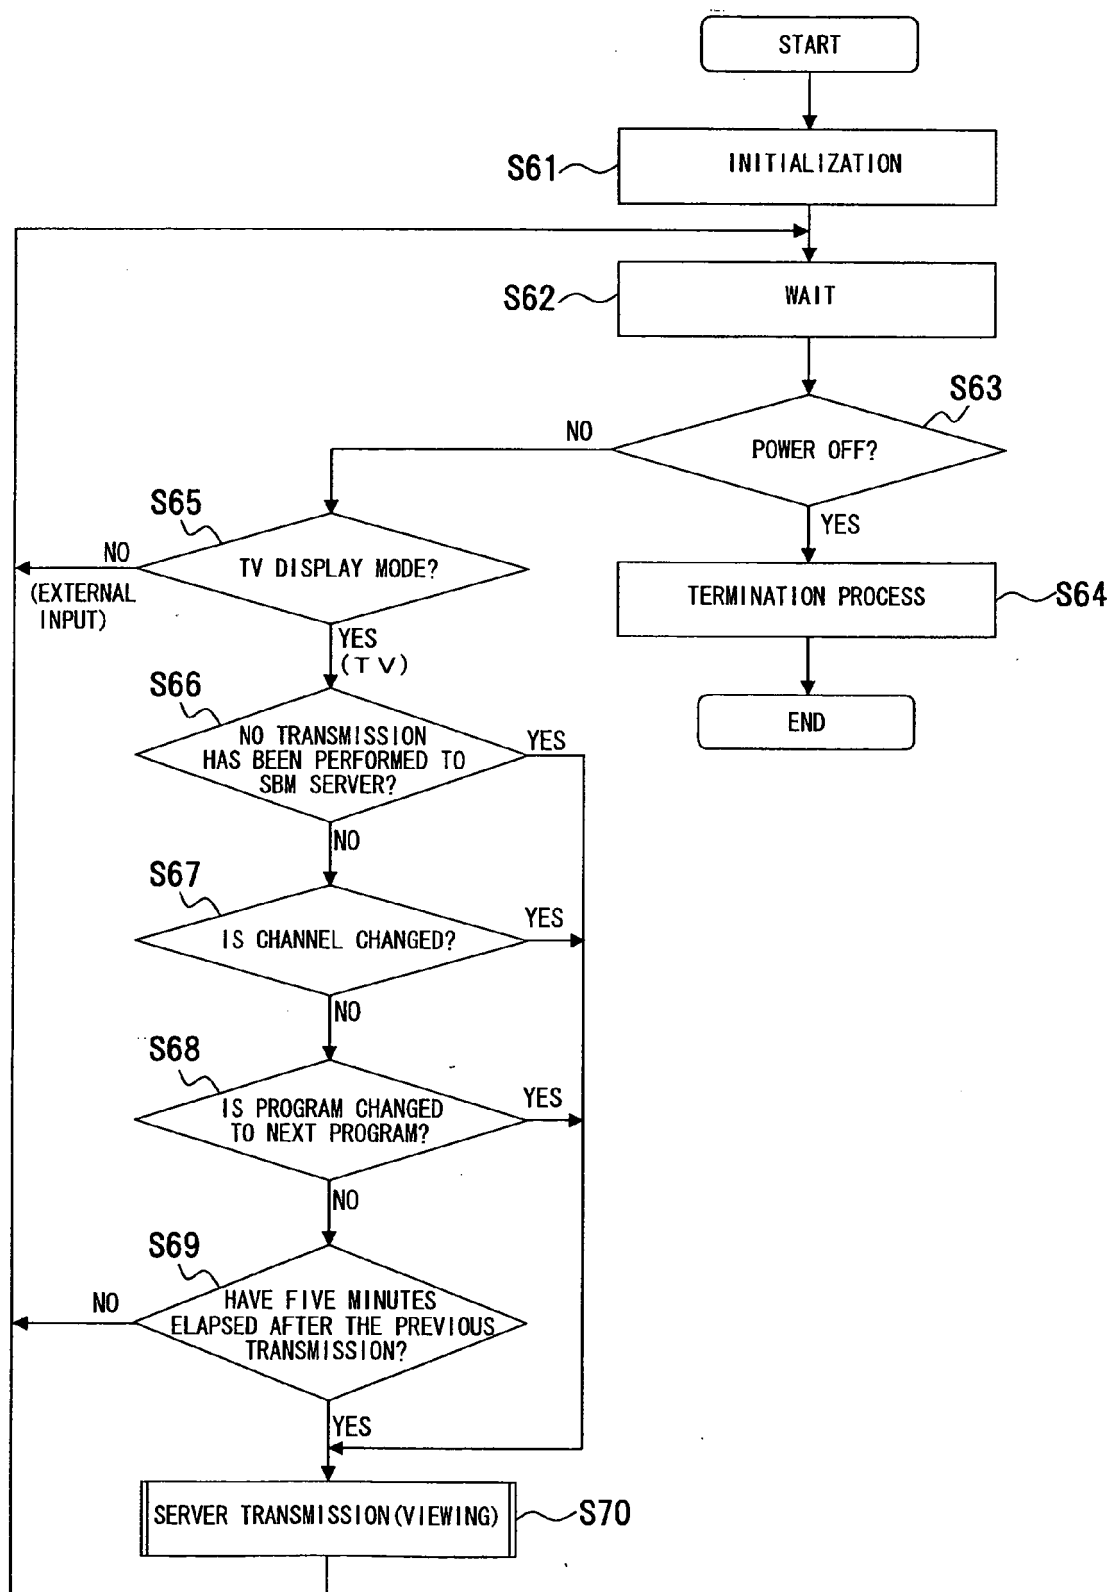 START
S61
INITIALIZATION
S62
WAIT
S63
NO
POWER OFF?
YES
S65
NO
TV DISPLAY MODE?
(EXTERNAL
INPUT)
TERMINATION PROCESS
S64
YES
(TV)
S66
NO TRANSMISSION
HAS BEEN PERFORMED TO
SBM SERVER?
YES
END
NO
S67
IS CHANNEL CHANGED?
YES
NO
S68
IS PROGRAM CHANGED
TO NEXT PROGRAM?
YES
NO
S69
NO
HAVE FIVE MINUTES
ELAPSED AFTER THE PREVIOUS
TRANSMISSION?
YES
SERVER TRANSMISSION(VIEWING)
S70